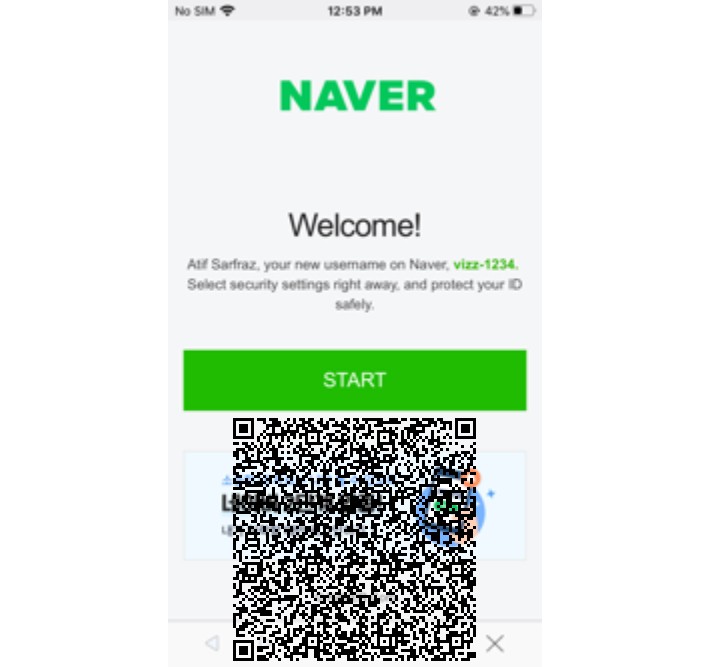 No SIM 12:53 PM 42%
NAVER
Welcome!
Atif Sarfraz, your new username on Naver, vizz-1234.
Select security settings right away, and protect your ID
safely.
START